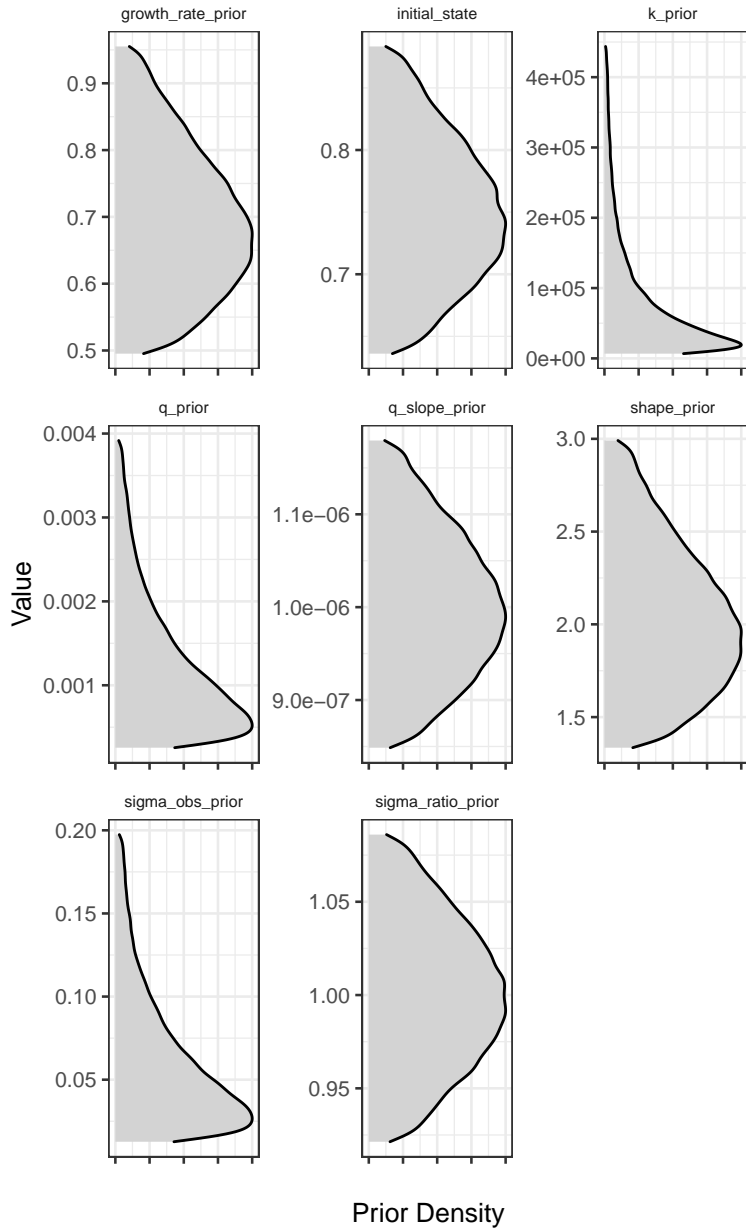 growth_rate_prior
initial_state
k_prior
0.9
0.8
0.7
0.6
0.5
0.8
0.7
4e+05
3e+05
2e+05
1e+05
0e+00
q_prior
q_slope_prior
shape_prior
0.004
0.003
0.002
0.001
1.1e−06
1.0e−06
9.0e−07
3.0
2.5
2.0
1.5
Value
sigma_obs_prior
sigma_ratio_prior
0.20
0.15
0.10
0.05
1.05
1.00
0.95
Prior Density